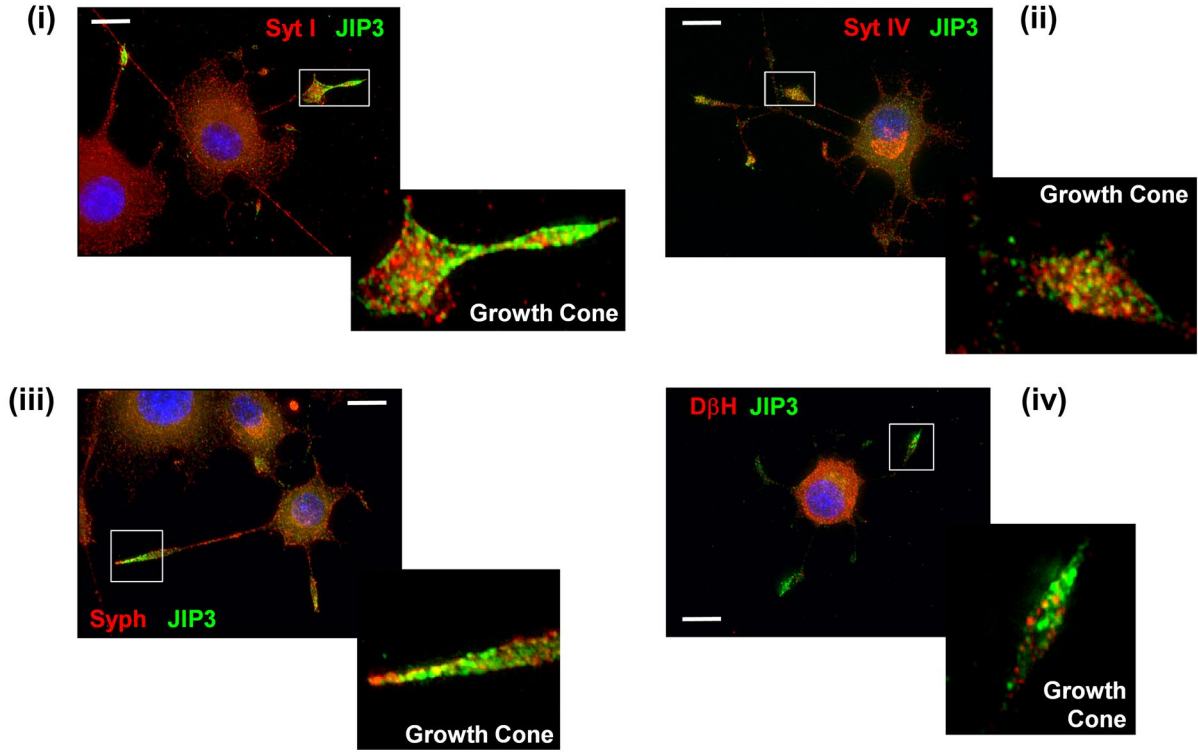 (i)
Syt I JIP3
Growth Cone
(ii)
Syt IV JIP3
Growth Cone
(iii)
Syph JIP3
Growth Cone
(iv)
DβH JIP3
Growth
Cone